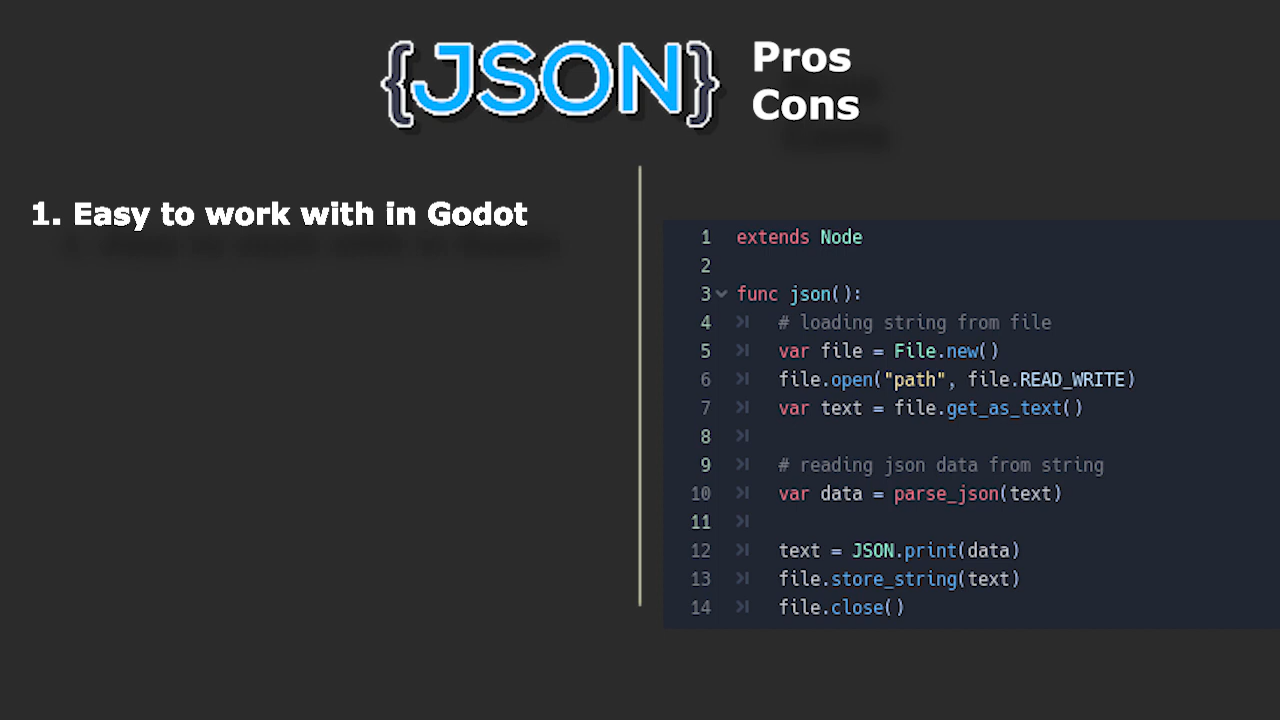 {JSON}
Pros
Cons
1. Easy to work with in Godot
1 extends Node
2
3 func json():
4 # loading string from file
5 var file = File.new()
6 file.open("path", file.READ_WRITE)
7 var text = file.get_as_text()
8
9 # reading json data from string
10 var data = parse_json(text)
11
12 text = JSON.print(data)
13 file.store_string(text)
14 file.close()